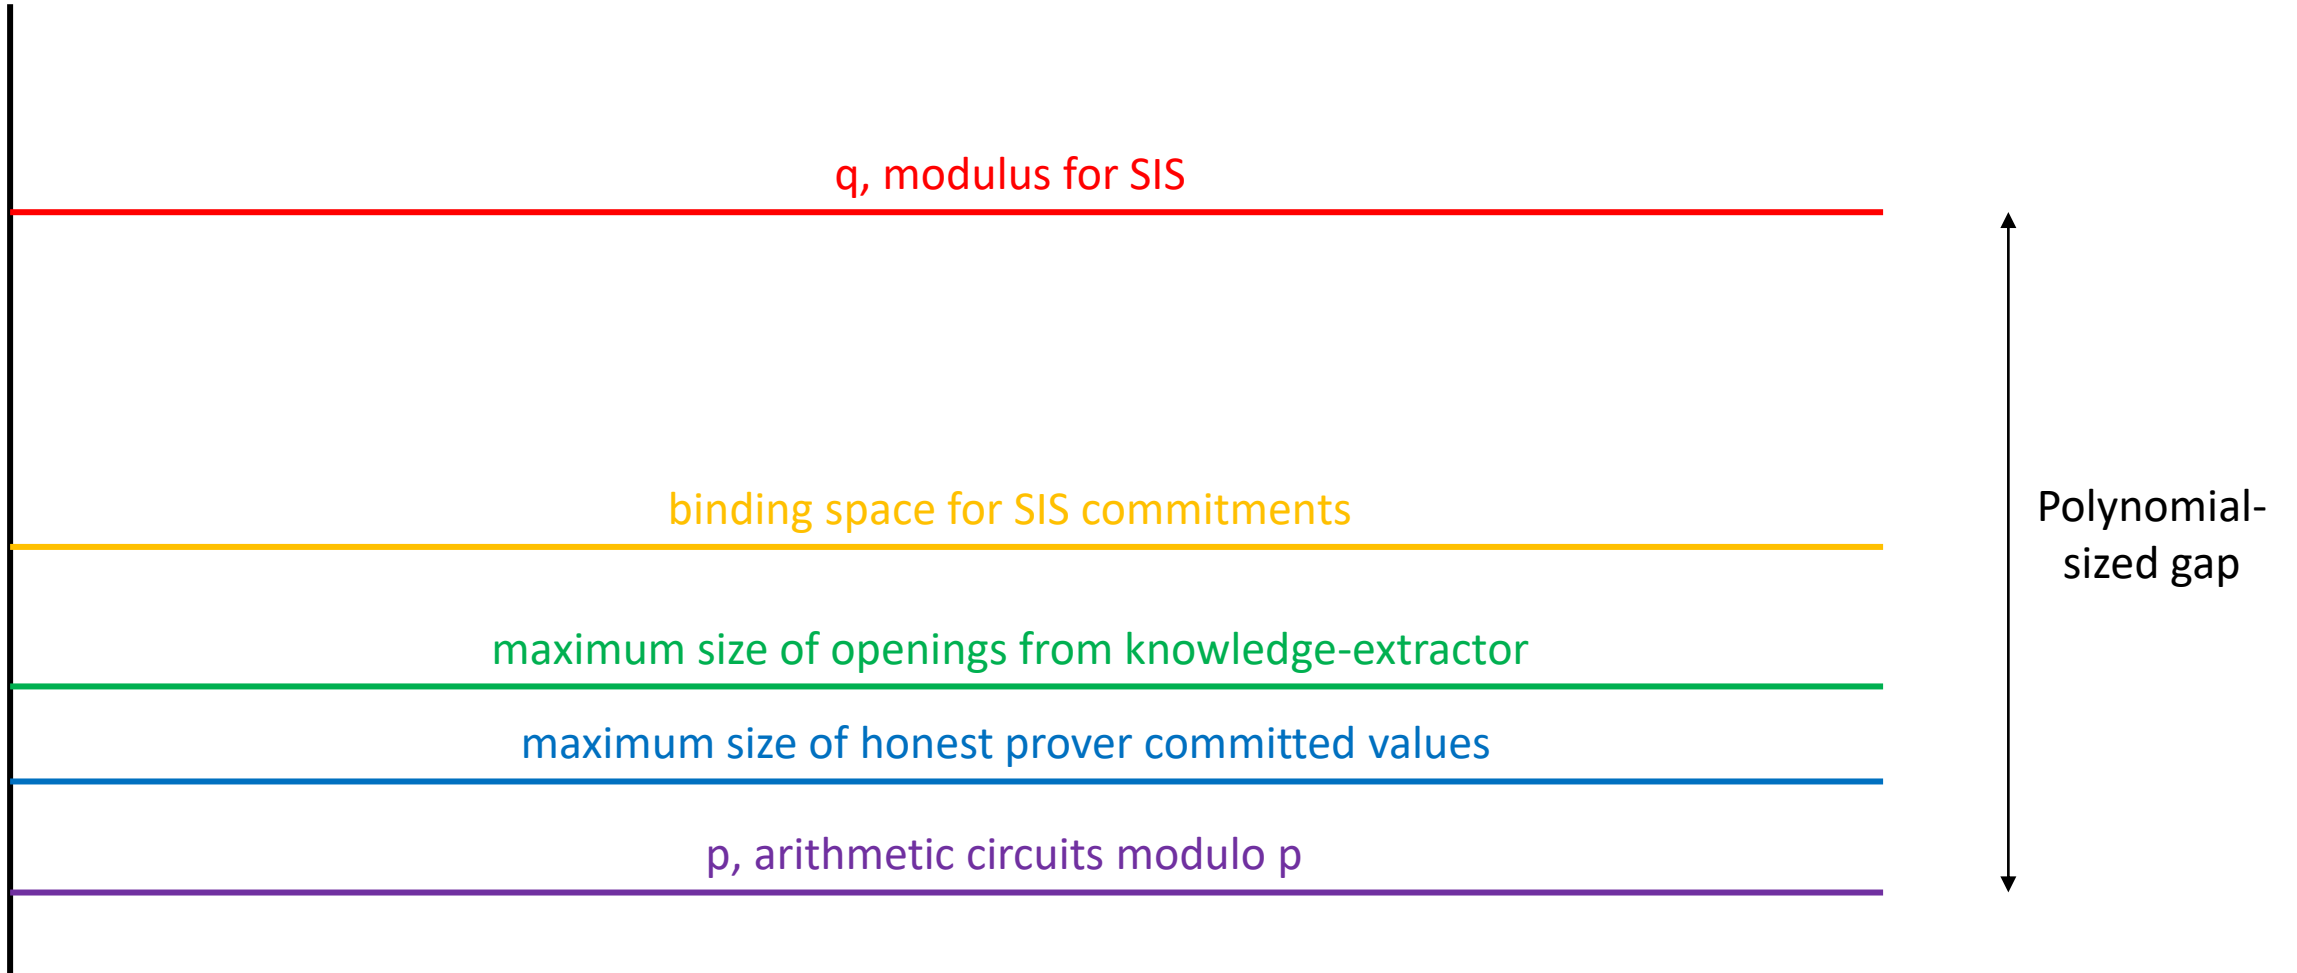 q, modulus for SIS
binding space for SIS commitments
Polynomial-
sized gap
maximum size of openings from knowledge-extractor
maximum size of honest prover committed values
p, arithmetic circuits modulo p